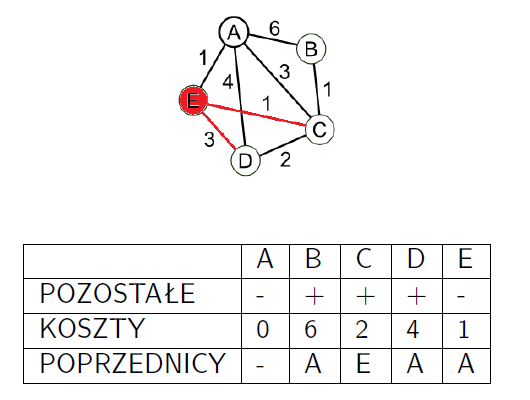 A 6 B
1 4 3 1
E 1
C
3 D 2
A B C D E
POZOSTAŁE - + + + -
KOSZTY 0 6 2 4 1
POPRZEDNICY - A E A A